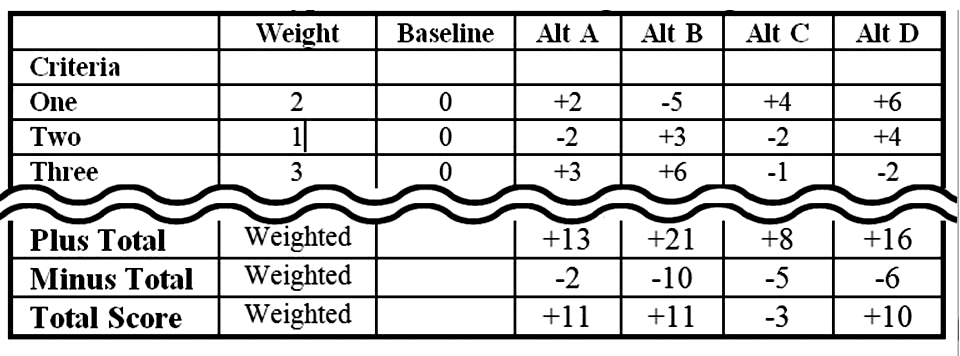 Weight Baseline Alt A Alt B Alt C Alt D
Criteria
One 2 0 +2 -5 +4 +6
Two 1 0 -2 +3 -2 +4
Three 3 0 +3 +6 -1 -2
Plus Total Weighted +13 +21 +8 +16
Minus Total Weighted -2 -10 -5 -6
Total Score Weighted +11 +11 -3 +10